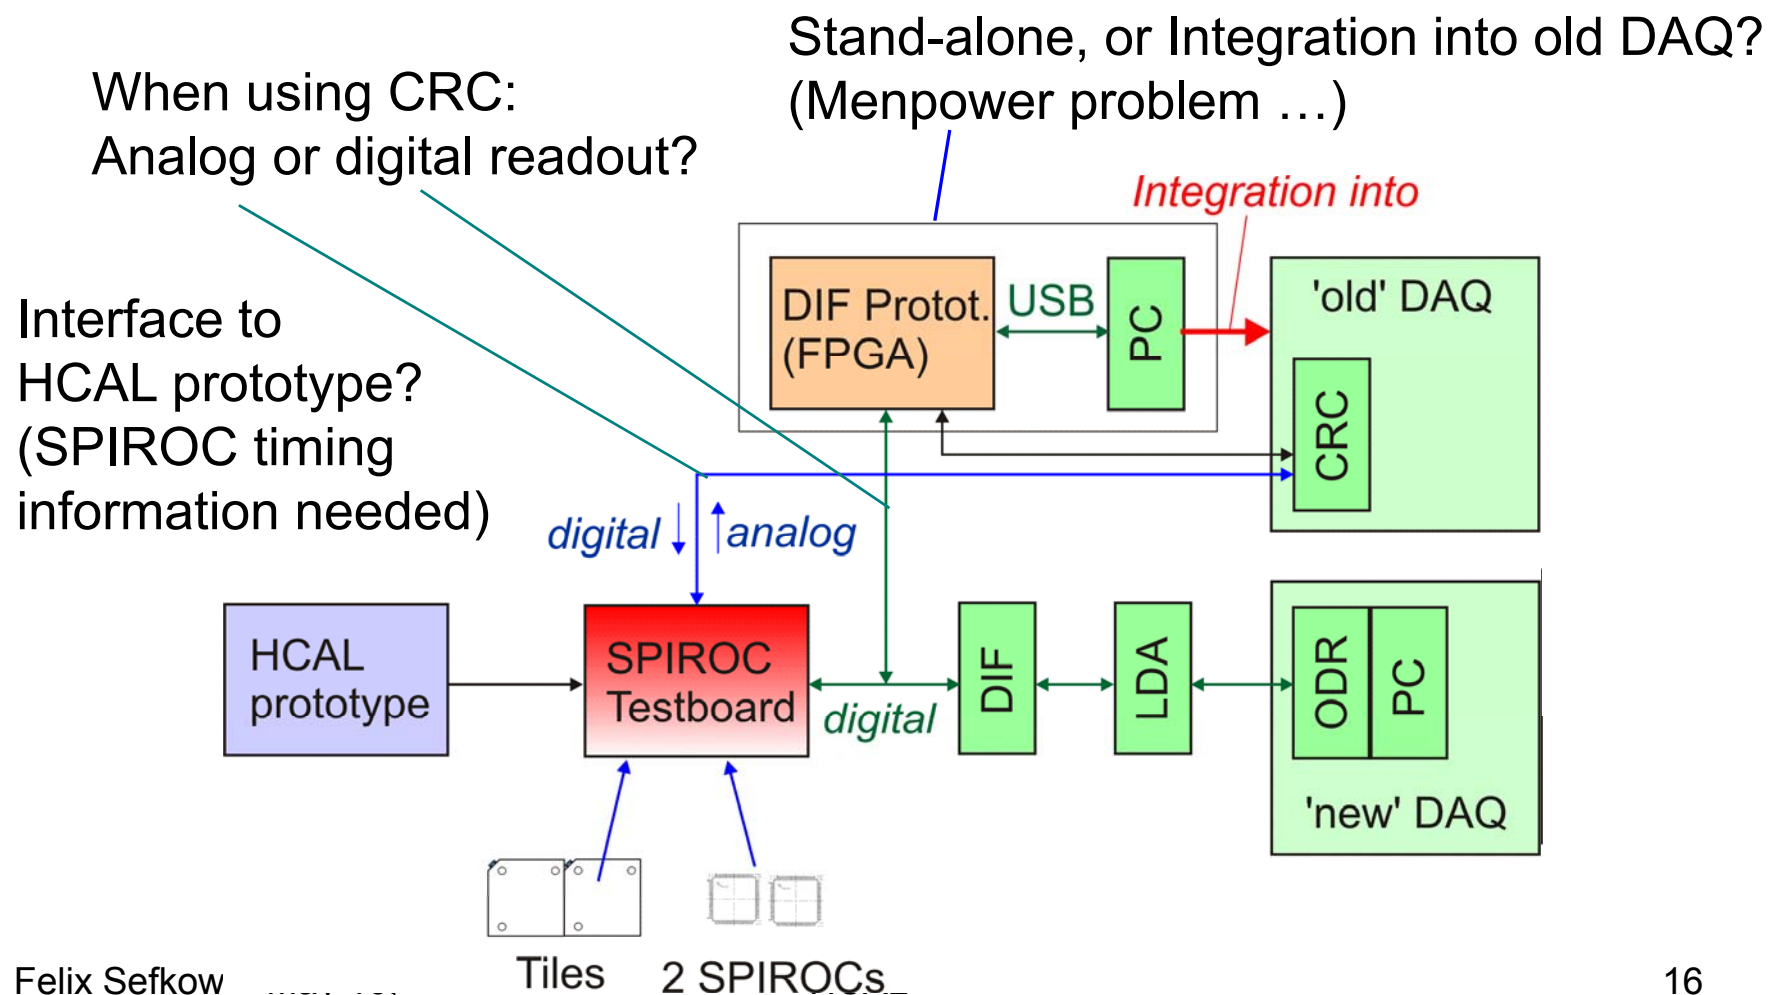 Stand-alone, or Integration into old DAQ?
(Menpower problem …)
When using CRC:
Analog or digital readout?
Integration into
Interface to
HCAL prototype?
(SPIROC timing
information needed)
DIF Protot.
(FPGA)
USB
PC
'old' DAQ
CRC
digital
analog
HCAL
prototype
SPIROC
Testboard
digital
DIF
LDA
ODR
PC
'new' DAQ
Tiles
2 SPIROCs
Felix Sefkow
16